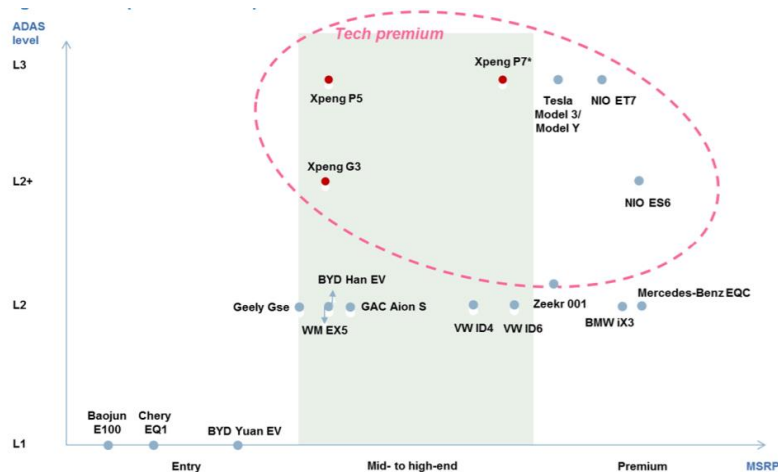 ADAS
level
Tech premium
L3
Xpeng P5
Xpeng P7*
Tesla
Model 3/
Model Y
NIO ET7
Xpeng G3
L2+
NIO ES6
BYD Han EV
L2
Geely Gse
WM EX5
GAC Aion S
VW ID4
VW ID6
Zeekr 001
BMW iX3
Mercedes-Benz EQC
Baojun
E100
Chery
EQ1
BYD Yuan EV
L1
Entry
Mid- to high-end
Premium
MSRP